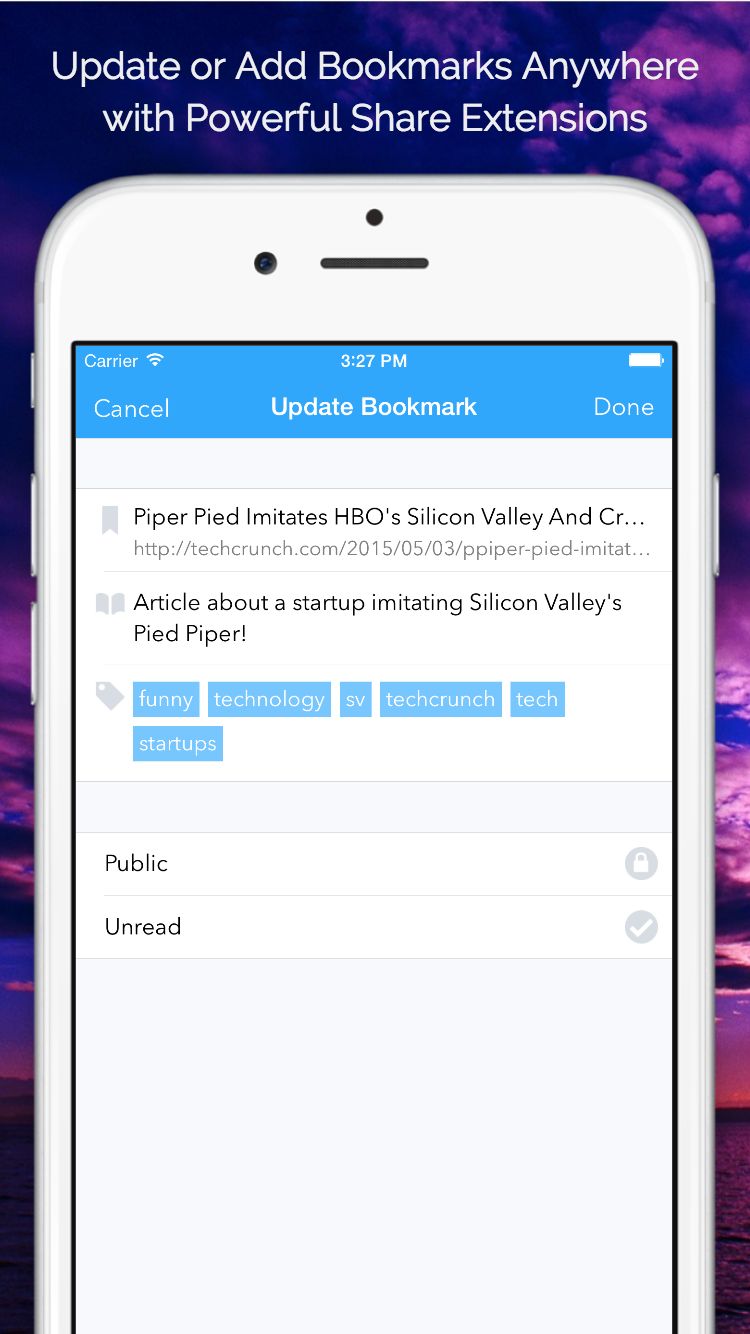 Update or Add Bookmarks Anywhere
with Powerful Share Extensions
Carrier 3:27 PM
Cancel Update Bookmark Done
Piper Pied Imitates HBO's Silicon Valley And Cr...
http://techcrunch.com/2015/05/03/ppiper-pied-imitat...
Article about a startup imitating Silicon Valley's
Pied Piper!
funny technology sv techcrunch tech
startups
Public
Unread